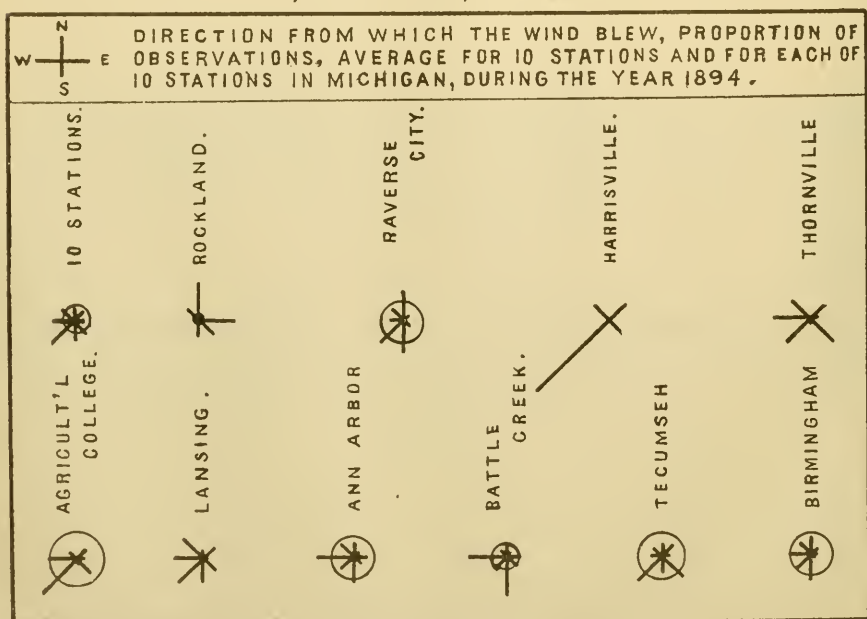 N
W E
S
DIRECTION FROM WHICH THE WIND BLEW, PROPORTION OF
OBSERVATIONS, AVERAGE FOR 10 STATIONS AND FOR EACH OF
10 STATIONS IN MICHIGAN, DURING THE YEAR 1894.
10 STATIONS.
ROCKLAND.
RAVERSE
CITY.
HARRISVILLE.
THORNVILLE
AGRICULT'L
COLLEGE.
LANSING.
ANN ARBOR
BATTLE
CREEK.
TECUMSEH
BIRMINGHAM